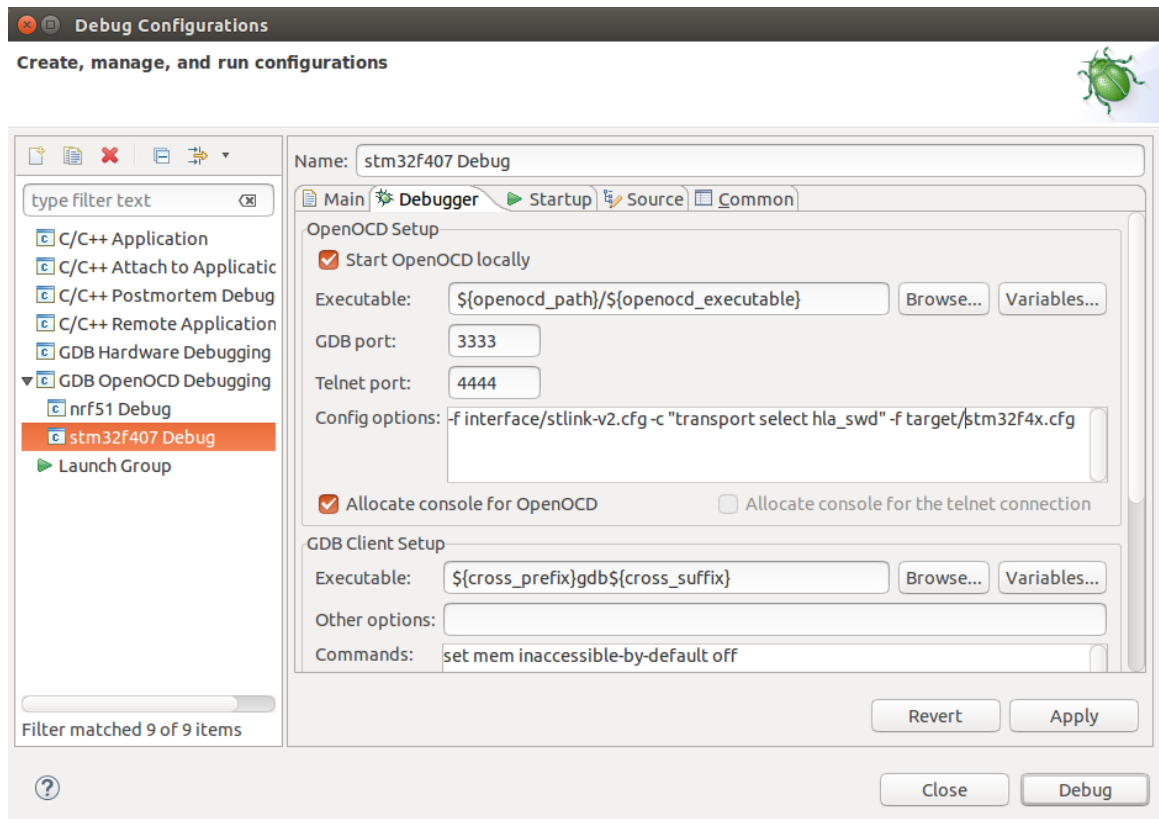 Debug Configurations
Create, manage, and run configurations
type filter text
C/C++ Application
C/C++ Attach to Applicatic
C/C++ Postmortem Debug
C/C++ Remote Application
GDB Hardware Debugging
GDB OpenOCD Debugging
nrf51 Debug
stm32f407 Debug
Launch Group
Filter matched 9 of 9 items
Name: stm32f407 Debug
Main Debugger Startup Source Common
OpenOCD Setup
Start OpenOCD locally
Executable: ${openocd_path}/${openocd_executable} Browse... Variables...
GDB port: 3333
Telnet port: 4444
Config options: -f interface/stlink-v2.cfg -c "transport select hla_swd" -f target/stm32f4x.cfg
Allocate console for OpenOCD Allocate console for the telnet connection
GDB Client Setup
Executable: ${cross_prefix}gdb${cross_suffix} Browse... Variables...
Other options:
Commands: set mem inaccessible-by-default off
Revert Apply
Close Debug